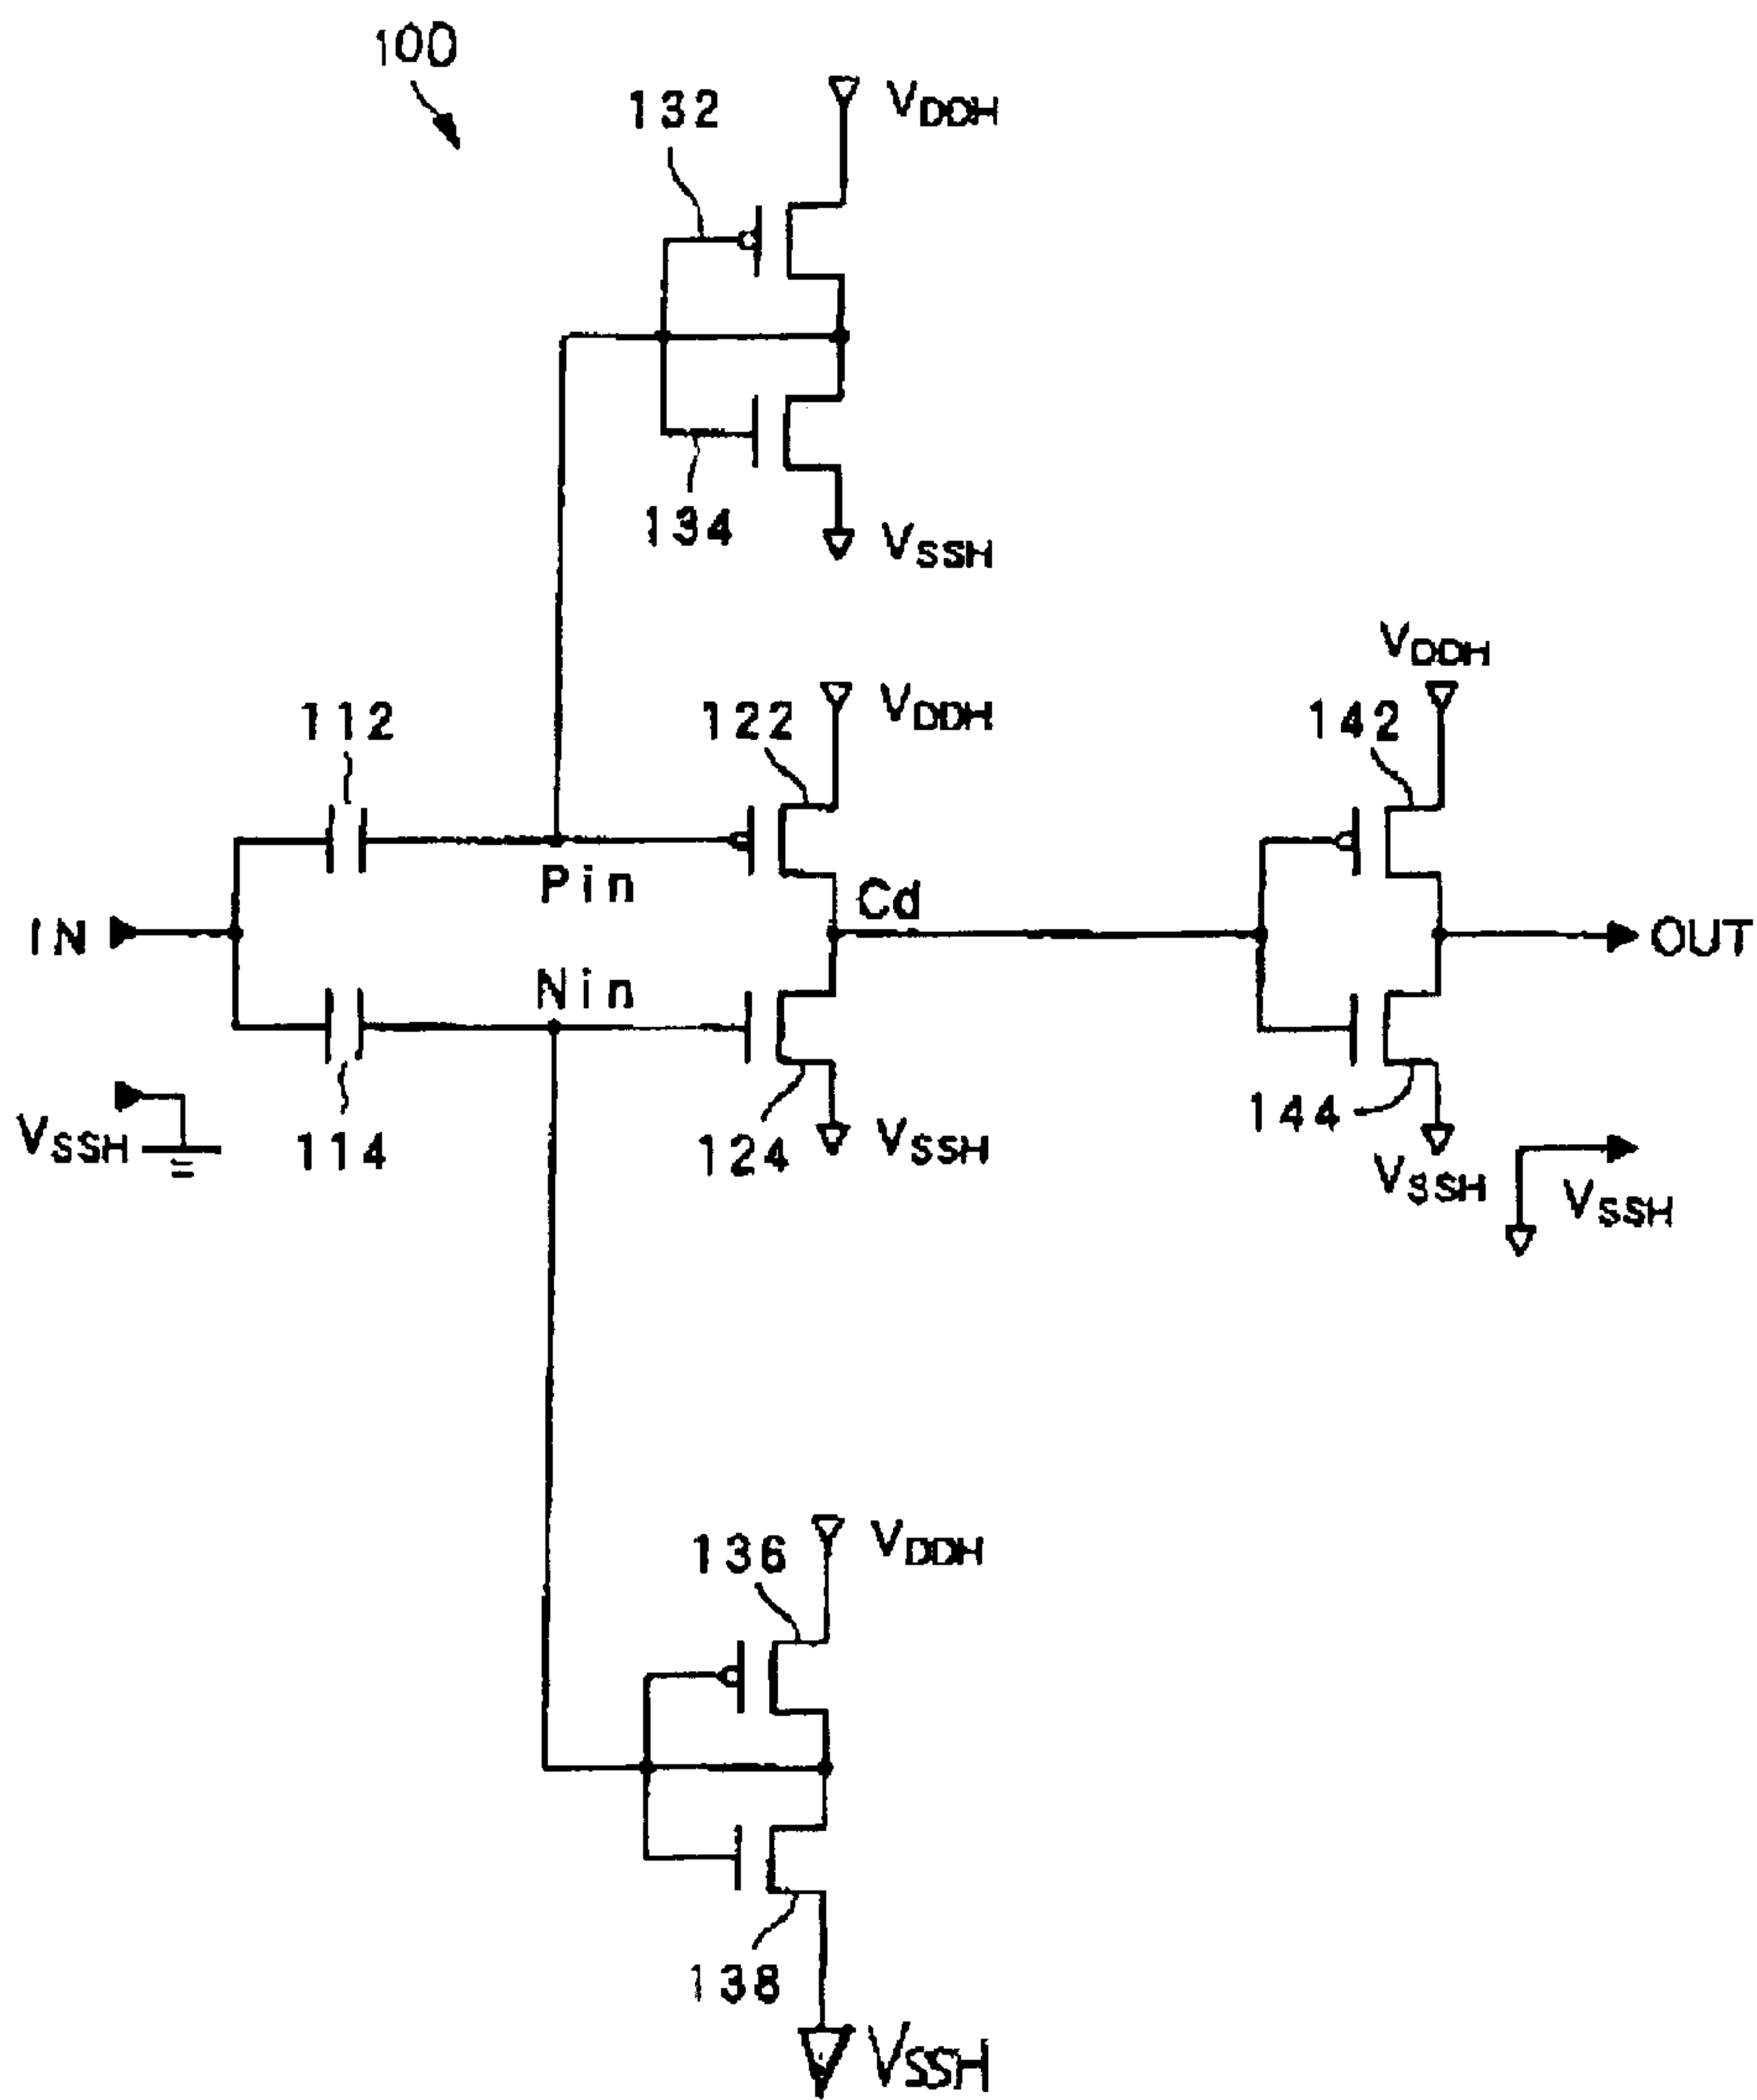 100
132
VDDH
134
VSSH
VDDH
112
122
VDDH
142
Pin
Cd
IN
OUT
Nin
VSSH
114
124
VSSH
144
VSSH
VSSH
136
VDDH
138
VSSH